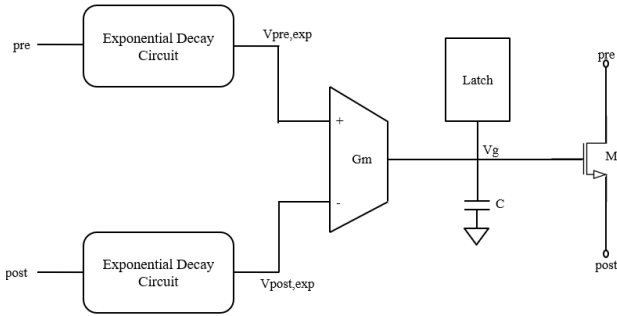 pre
Exponential Decay
Circuit
Vpre,exp
+
Gm
-
Latch
Vg
C
pre
M
post
post
Exponential Decay
Circuit
Vpost,exp